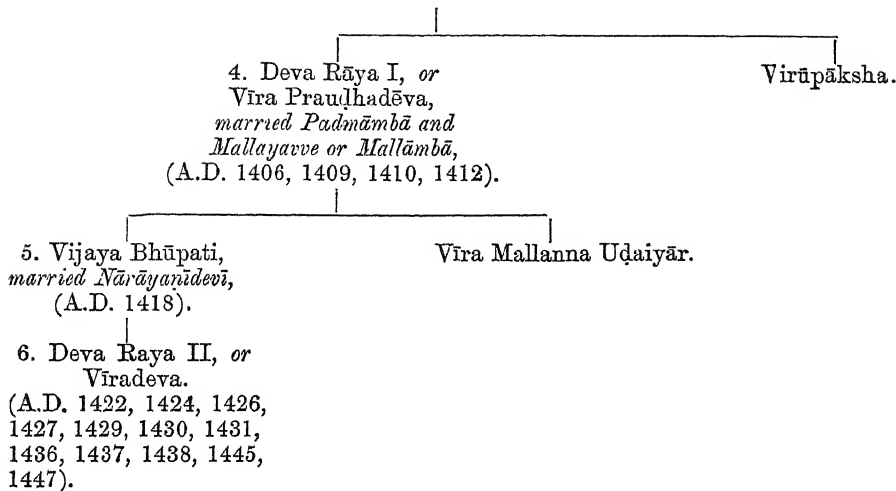 4. Deva Rāya I, or
Vīra Prauḍhadēva,
married Padmāmbā and
Mallayavve or Mallāmbā,
(A.D. 1406, 1409, 1410, 1412).
Virūpāksha.
5. Vijaya Bhūpati,
married Nārāyaṇīdevī,
(A.D. 1418).
Vīra Mallanna Uḍaiyār.
6. Deva Raya II, or
Vīradeva.
(A.D. 1422, 1424, 1426,
1427, 1429, 1430, 1431,
1436, 1437, 1438, 1445,
1447).